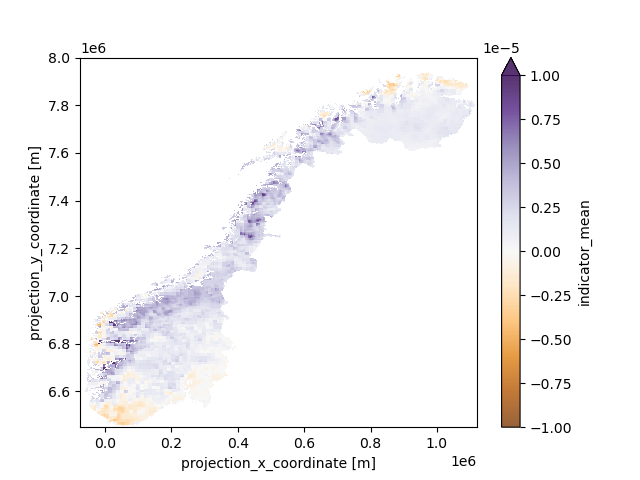 1e6
8.0
7.8
7.6
7.4
7.2
7.0
6.8
6.6
projection_y_coordinate [m]
0.0 0.2 0.4 0.6 0.8 1.0
1e6
projection_x_coordinate [m]
1e−5
1.00
0.75
0.50
0.25
0.00
−0.25
−0.50
−0.75
−1.00
indicator_mean